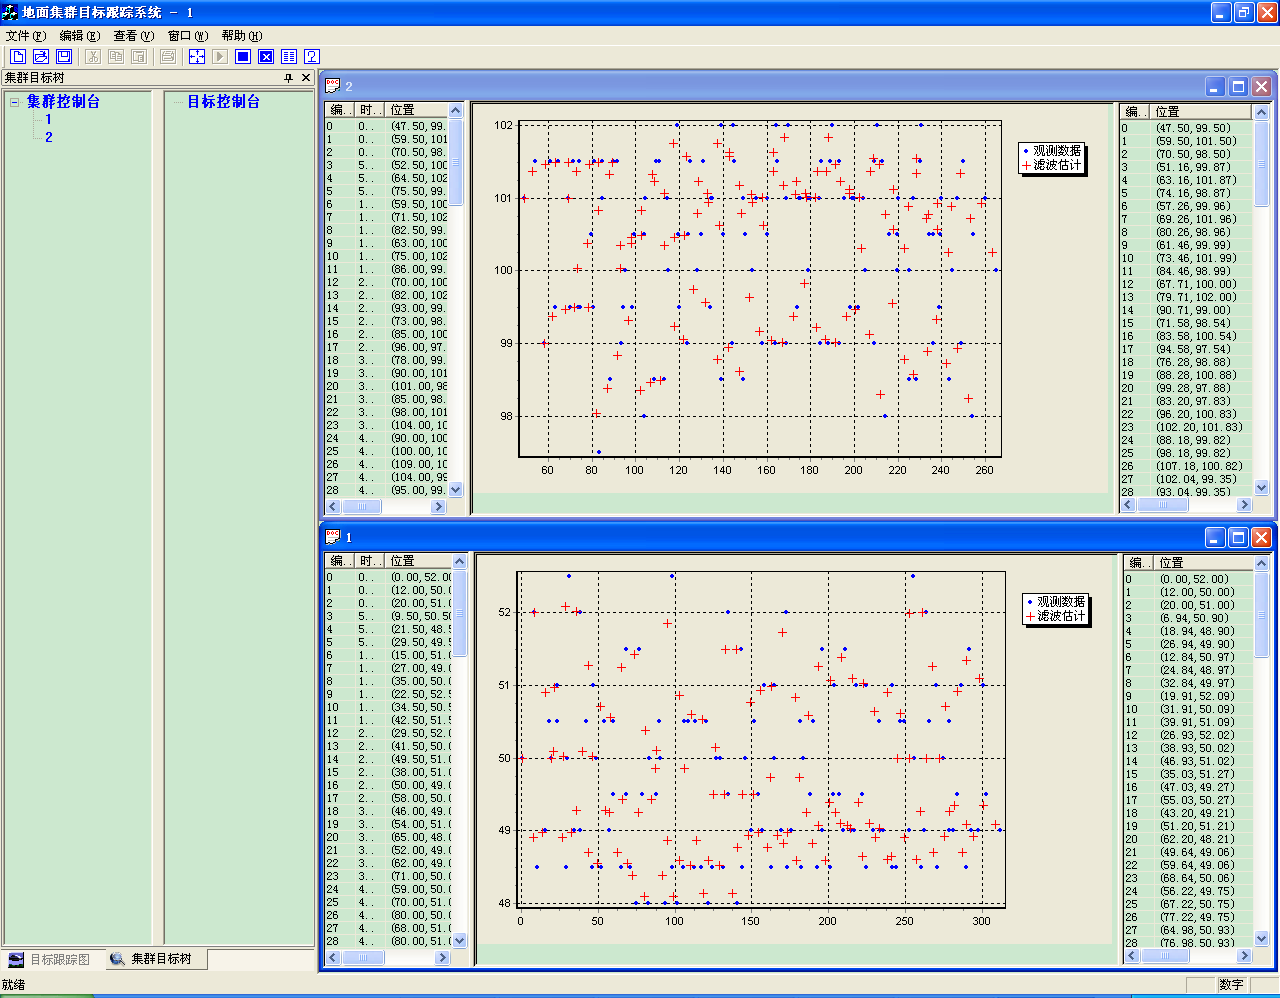 地面集群目标跟踪系统 - 1
文件(F) 编辑(E) 查看(V) 窗口(W) 帮助(H)
集群目标树
集群控制台
1
2
目标控制台
2
编.. 时.. 位置
0 0.. (47.50, 99.
1 0.. (59.50, 101
2 0.. (70.50, 98.
3 5.. (52.50, 100
4 5.. (64.50, 102
5 5.. (75.50, 99.
6 1.. (59.50, 100
7 1.. (71.50, 102
8 1.. (82.50, 99.
9 1.. (63.00, 100
10 1.. (75.00, 102
11 1.. (86.00, 99.
12 2.. (70.00, 100
13 2.. (82.00, 102
14 2.. (93.00, 99.
15 2.. (73.00, 98.
16 2.. (85.00, 100
17 2.. (96.00, 97.
18 3.. (78.00, 99.
19 3.. (90.00, 101
20 3.. (101.00, 98
21 3.. (85.00, 98.
22 3.. (98.00, 101
23 3.. (104.00, 10
24 4.. (90.00, 100
25 4.. (100.00, 10
26 4.. (109.00, 10
27 4.. (104.00, 99
28 4.. (95.00, 99.
102
101
100
99
98
60 80 100 120 140 160 180 200 220 240 260
观测数据
滤波估计
编.. 位置
0 (47.50, 99.50)
1 (59.50, 101.50)
2 (70.50, 98.50)
3 (51.16, 99.87)
4 (63.16, 101.87)
5 (74.16, 98.87)
6 (57.26, 99.96)
7 (69.26, 101.96)
8 (80.26, 98.96)
9 (61.46, 99.99)
10 (73.46, 101.99)
11 (84.46, 98.99)
12 (67.71, 100.00)
13 (79.71, 102.00)
14 (90.71, 99.00)
15 (71.58, 98.54)
16 (83.58, 100.54)
17 (94.58, 97.54)
18 (76.28, 98.88)
19 (88.28, 100.88)
20 (99.28, 97.88)
21 (83.20, 97.83)
22 (96.20, 100.83)
23 (102.20, 101.83)
24 (88.18, 99.82)
25 (98.18, 99.82)
26 (107.18, 100.82)
27 (102.04, 99.35)
28 (93.04, 99.35)
1
编.. 时.. 位置
0 0.. (0.00, 52.00
1 0.. (12.00, 50.0
2 0.. (20.00, 51.0
3 5.. (9.50, 50.50
4 5.. (21.50, 48.5
5 5.. (29.50, 49.5
6 1.. (15.00, 51.0
7 1.. (27.00, 49.0
8 1.. (35.00, 50.0
9 1.. (22.50, 52.5
10 1.. (34.50, 50.5
11 1.. (42.50, 51.5
12 2.. (29.50, 52.0
13 2.. (41.50, 50.0
14 2.. (49.50, 51.0
15 2.. (38.00, 51.0
16 2.. (50.00, 49.0
17 2.. (58.00, 50.0
18 3.. (46.00, 49.0
19 3.. (54.00, 51.0
20 3.. (65.00, 48.0
21 3.. (52.00, 49.0
22 3.. (62.00, 49.0
23 3.. (71.00, 50.0
24 4.. (59.00, 50.0
25 4.. (70.00, 51.0
26 4.. (80.00, 50.0
27 4.. (68.00, 51.0
28 4.. (80.00, 51.0
52
51
50
49
48
0 50 100 150 200 250 300
观测数据
滤波估计
编.. 位置
0 (0.00, 52.00)
1 (12.00, 50.00)
2 (20.00, 51.00)
3 (6.94, 50.90)
4 (18.94, 48.90)
5 (26.94, 49.90)
6 (12.84, 50.97)
7 (24.84, 48.97)
8 (32.84, 49.97)
9 (19.91, 52.09)
10 (31.91, 50.09)
11 (39.91, 51.09)
12 (26.93, 52.02)
13 (38.93, 50.02)
14 (46.93, 51.02)
15 (35.03, 51.27)
16 (47.03, 49.27)
17 (55.03, 50.27)
18 (43.20, 49.21)
19 (51.20, 51.21)
20 (62.20, 48.21)
21 (49.64, 49.06)
22 (59.64, 49.06)
23 (68.64, 50.06)
24 (56.22, 49.75)
25 (67.22, 50.75)
26 (77.22, 49.75)
27 (64.98, 50.93)
28 (76.98, 50.93)
目标跟踪图 集群目标树
就绪 数字